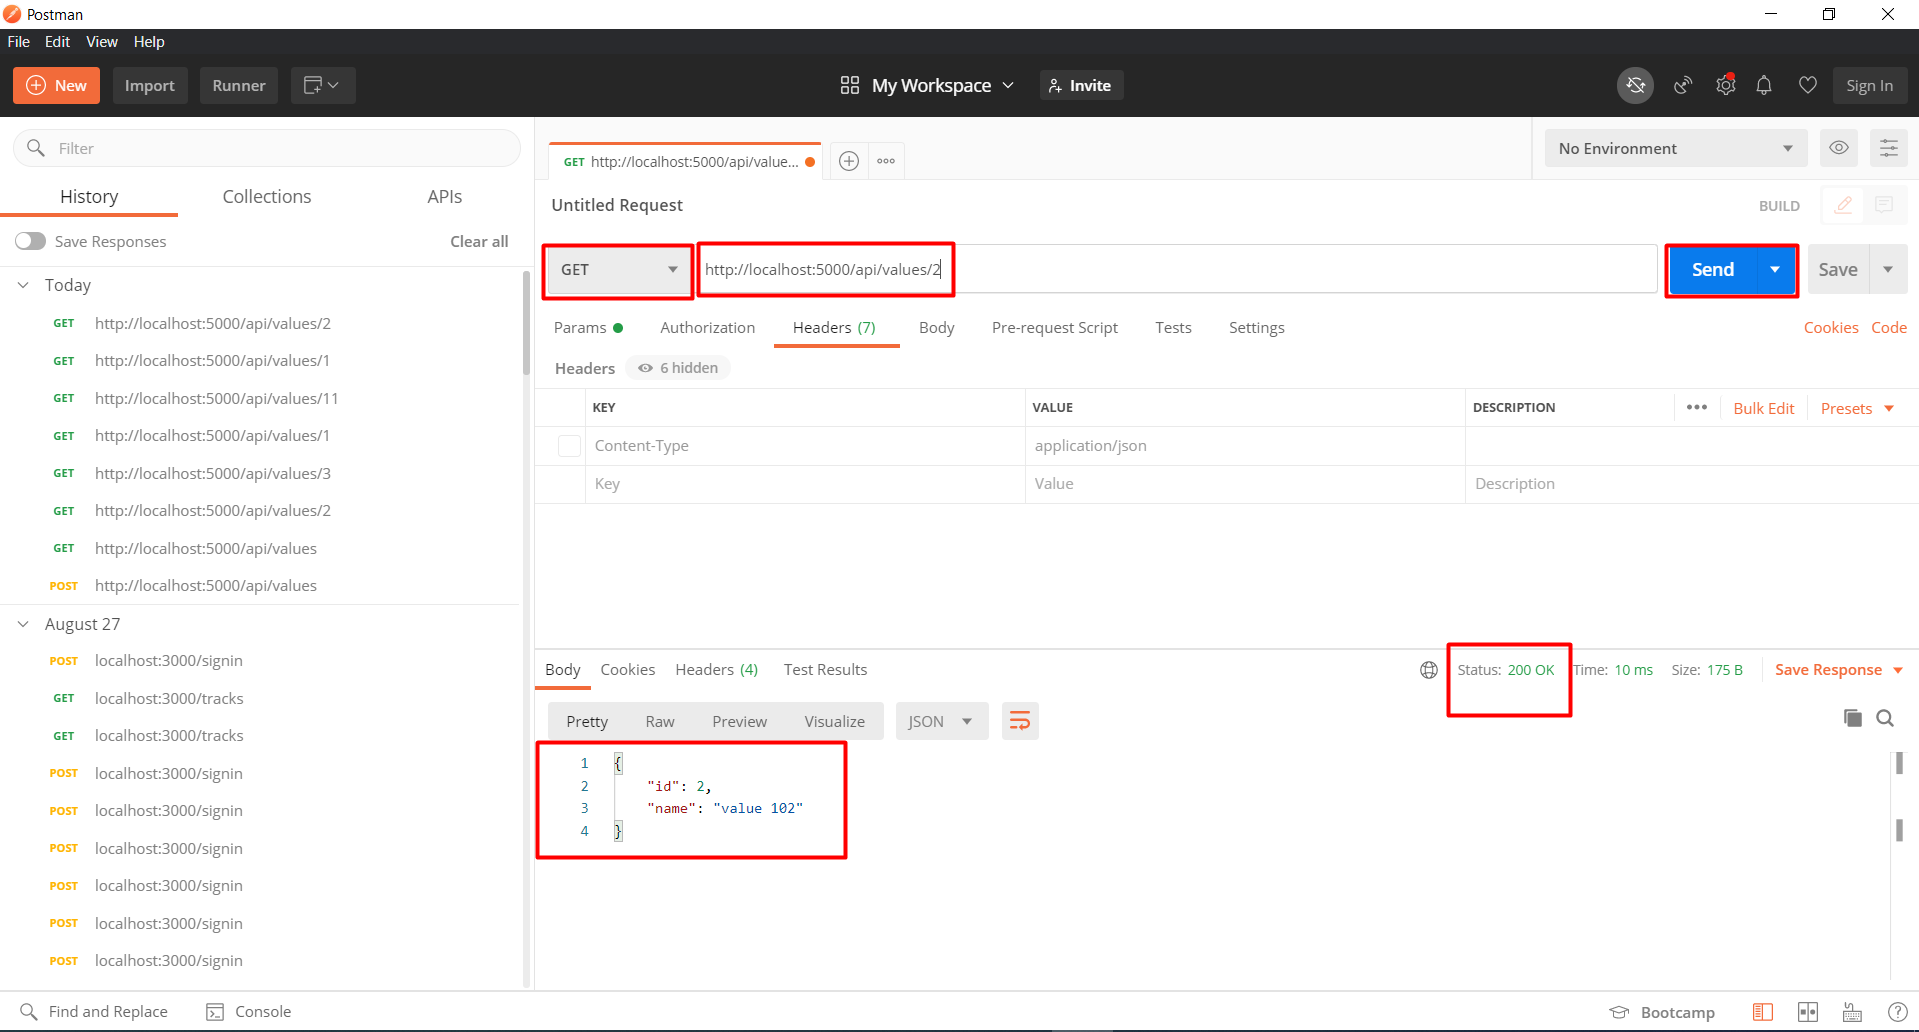 Postman
File Edit View Help
New Import Runner My Workspace Invite Sign In
Filter
History Collections APIs
Save Responses Clear all
Today
GET http://localhost:5000/api/values/2
GET http://localhost:5000/api/values/1
GET http://localhost:5000/api/values/11
GET http://localhost:5000/api/values/1
GET http://localhost:5000/api/values/3
GET http://localhost:5000/api/values/2
GET http://localhost:5000/api/values
POST http://localhost:5000/api/values
August 27
POST localhost:3000/signin
GET localhost:3000/tracks
GET localhost:3000/tracks
POST localhost:3000/signin
POST localhost:3000/signin
POST localhost:3000/signin
POST localhost:3000/signin
POST localhost:3000/signin
POST localhost:3000/signin
GET http://localhost:5000/api/value...
No Environment
Untitled Request BUILD
GET http://localhost:5000/api/values/2 Send Save
Params Authorization Headers (7) Body Pre-request Script Tests Settings Cookies Code
Headers 6 hidden
KEY VALUE DESCRIPTION Bulk Edit Presets
Content-Type application/json
Key Value Description
Body Cookies Headers (4) Test Results Status: 200 OK Time: 10 ms Size: 175 B Save Response
Pretty Raw Preview Visualize JSON
1 {
2 "id": 2,
3 "name": "value 102"
4 }
Find and Replace Console Bootcamp